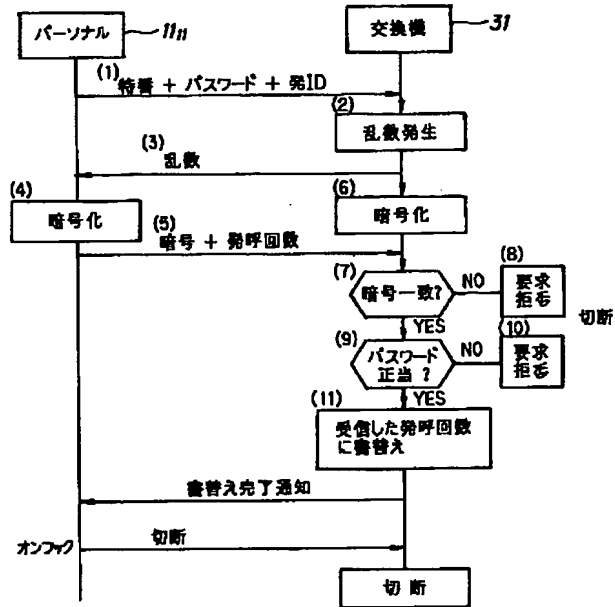 パーソナル
11n
交換機
31
(1) 特番 + パスワード + 発ID
(2)
乱数発生
(3)
乱数
(4)
暗号化
(6)
暗号化
(5)
暗号 + 発呼回数
(7)
暗号一致?
NO
(8)
要求
拒否
切断
YES
(9)
パスワード
正当 ?
NO
(10)
要求
拒否
YES
(11)
受信した発呼回数
に書替え
書替え完了通知
オンフック
切断
切断